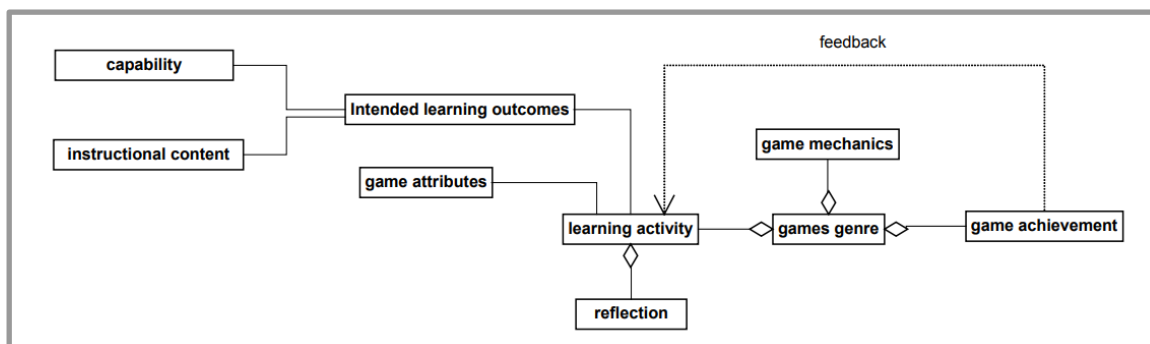 feedback
capability
Intended learning outcomes
game mechanics
instructional content
game attributes
learning activity
games genre
game achievement
reflection